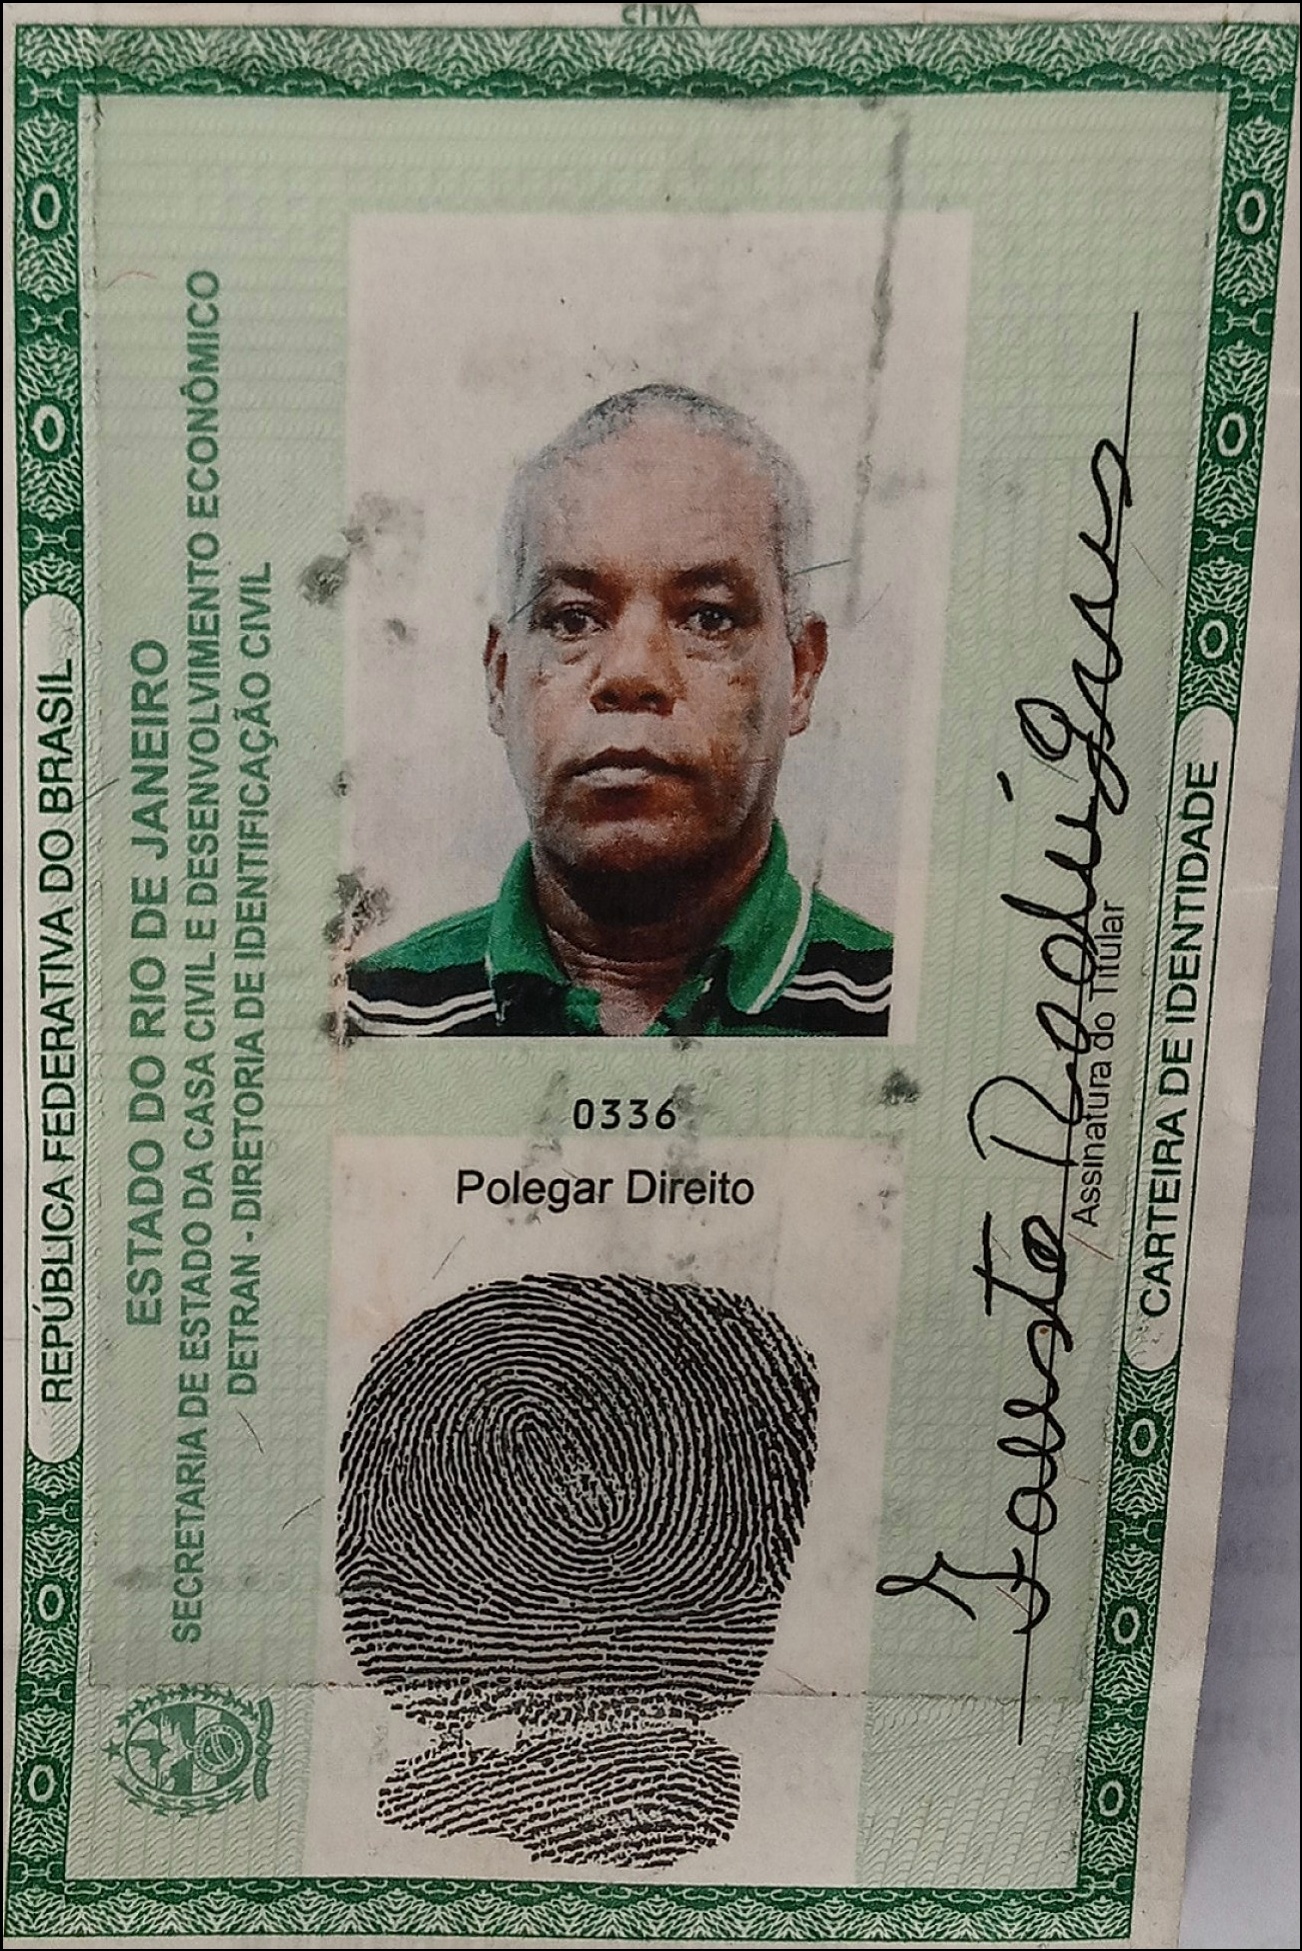 REPÚBLICA FEDERATIVA DO BRASIL
ESTADO DO RIO DE JANEIRO
SECRETARIA DE ESTADO DA CASA CIVIL E DESENVOLVIMENTO ECONÔMICO
DETRAN - DIRETORIA DE IDENTIFICAÇÃO CIVIL
0336
Polegar Direito
Rodrigues
Assinatura do Titular
CARTEIRA DE IDENTIDADE